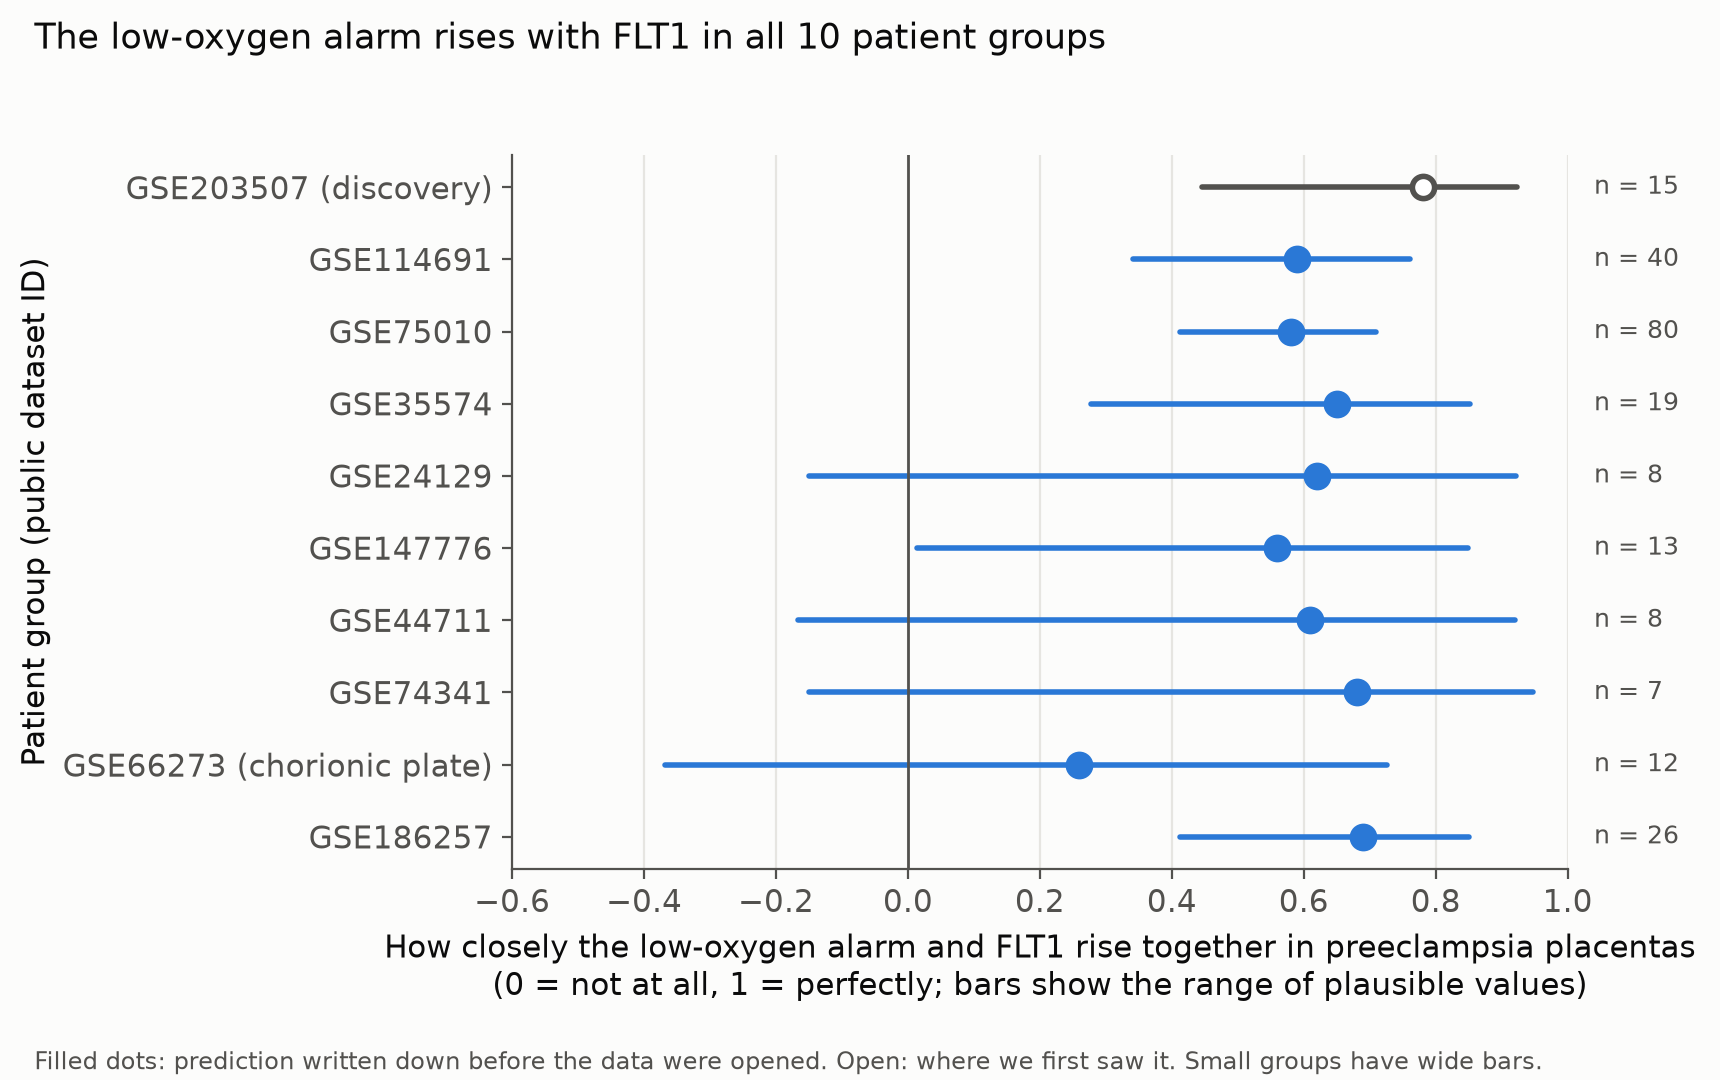 The low-oxygen alarm rises with FLT1 in all 10 patient groups
Patient group (public dataset ID)
GSE203507 (discovery)
n = 15
GSE114691
n = 40
GSE75010
n = 80
GSE35574
n = 19
GSE24129
n = 8
GSE147776
n = 13
GSE44711
n = 8
GSE74341
n = 7
GSE66273 (chorionic plate)
n = 12
GSE186257
n = 26
−0.6 −0.4 −0.2 0.0 0.2 0.4 0.6 0.8 1.0
How closely the low-oxygen alarm and FLT1 rise together in preeclampsia placentas
(0 = not at all, 1 = perfectly; bars show the range of plausible values)
Filled dots: prediction written down before the data were opened. Open: where we first saw it. Small groups have wide bars.